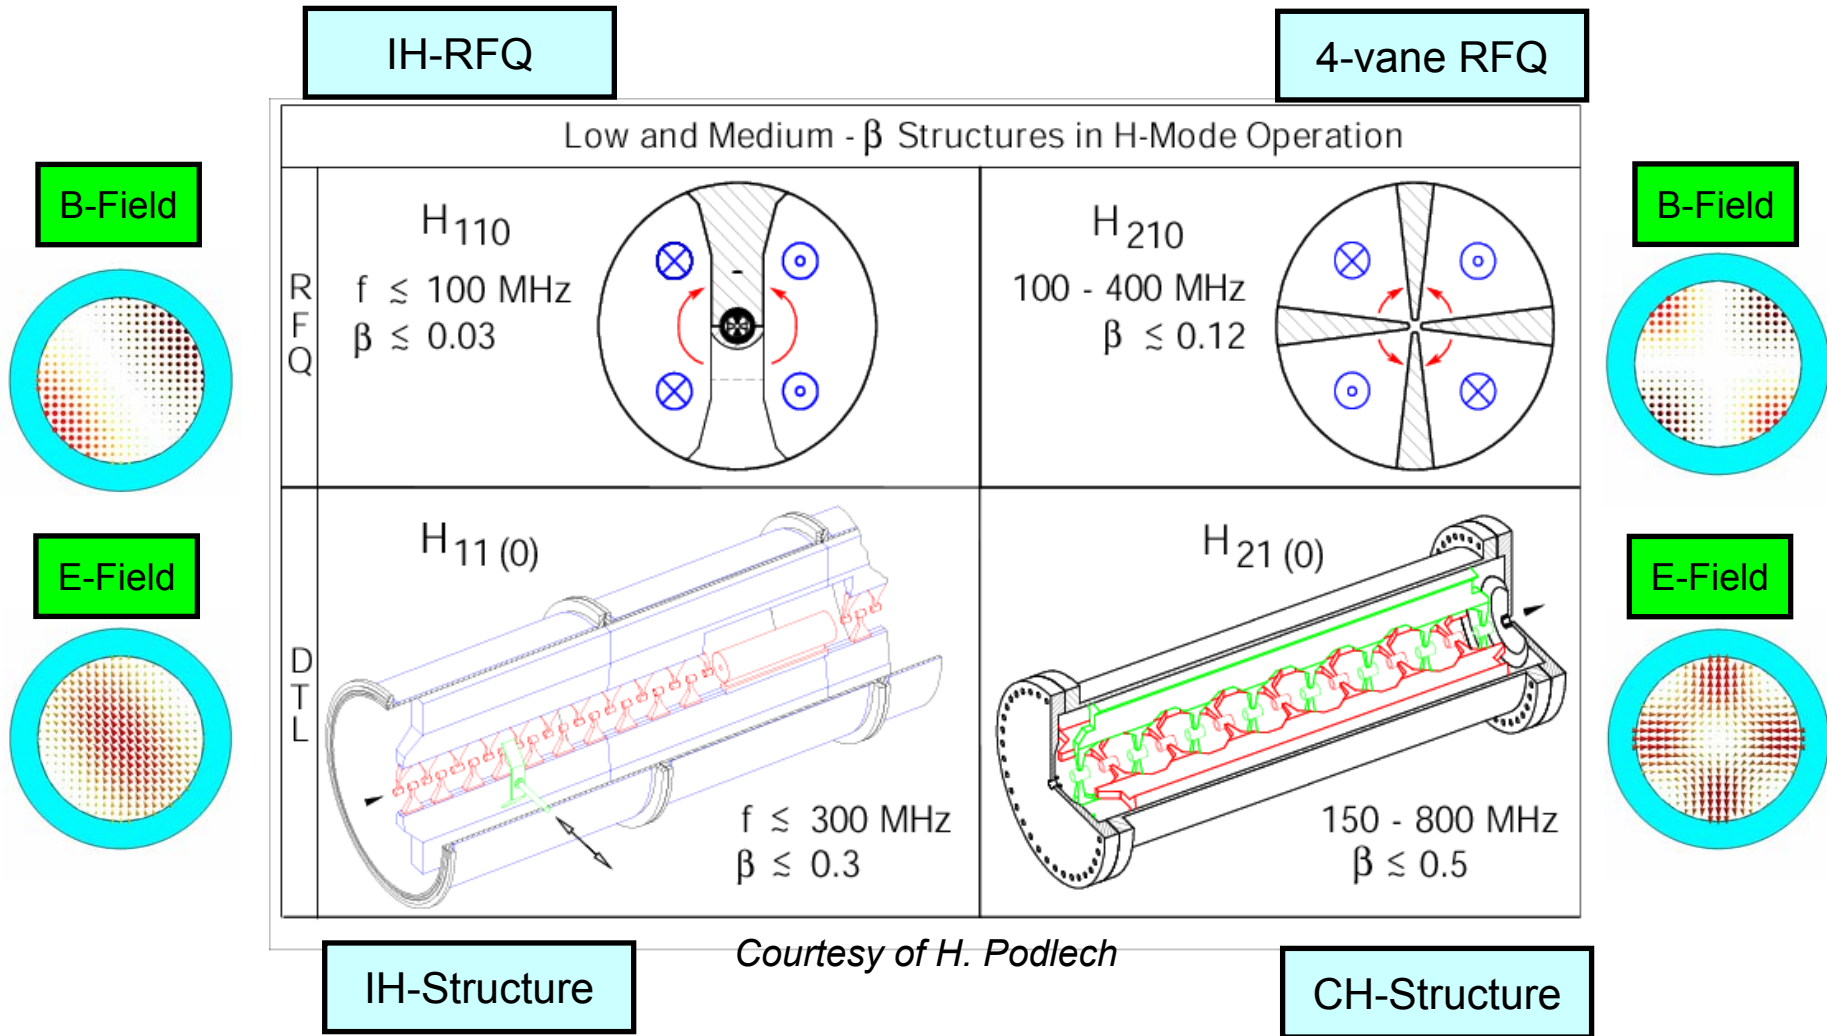 IH-RFQ
4-vane RFQ
Low and Medium - β Structures in H-Mode Operation
B-Field
B-Field
R
F
Q
H110
f ≲ 100 MHz
β ≲ 0.03
-
H210
100 - 400 MHz
β ≲ 0.12
E-Field
E-Field
D
T
L
H11 (0)
f ≲ 300 MHz
β ≲ 0.3
H21 (0)
150 - 800 MHz
β ≲ 0.5
Courtesy of H. Podlech
IH-Structure
CH-Structure